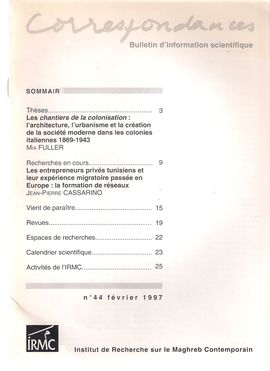 Correspondances
Bulletin d'information scientifique
SOMMAIR
Thèses 3
Les chantiers de la colonisation :
l'architecture, l'urbanisme et la création
de la société moderne dans les colonies
italiennes 1869-1943
MIA FULLER
Recherches en cours 9
Les entrepreneurs privés tunisiens et
leur expérience migratoire passée en
Europe : la formation de réseaux
JEAN-PIERRE CASSARINO
Vient de paraître 15
Revues 19
Espaces de recherches 22
Calendrier scientifique 23
Activités de l'IRMC 25
n° 44 février 1997
IRMC
Institut de Recherche sur le Maghreb Contemporain